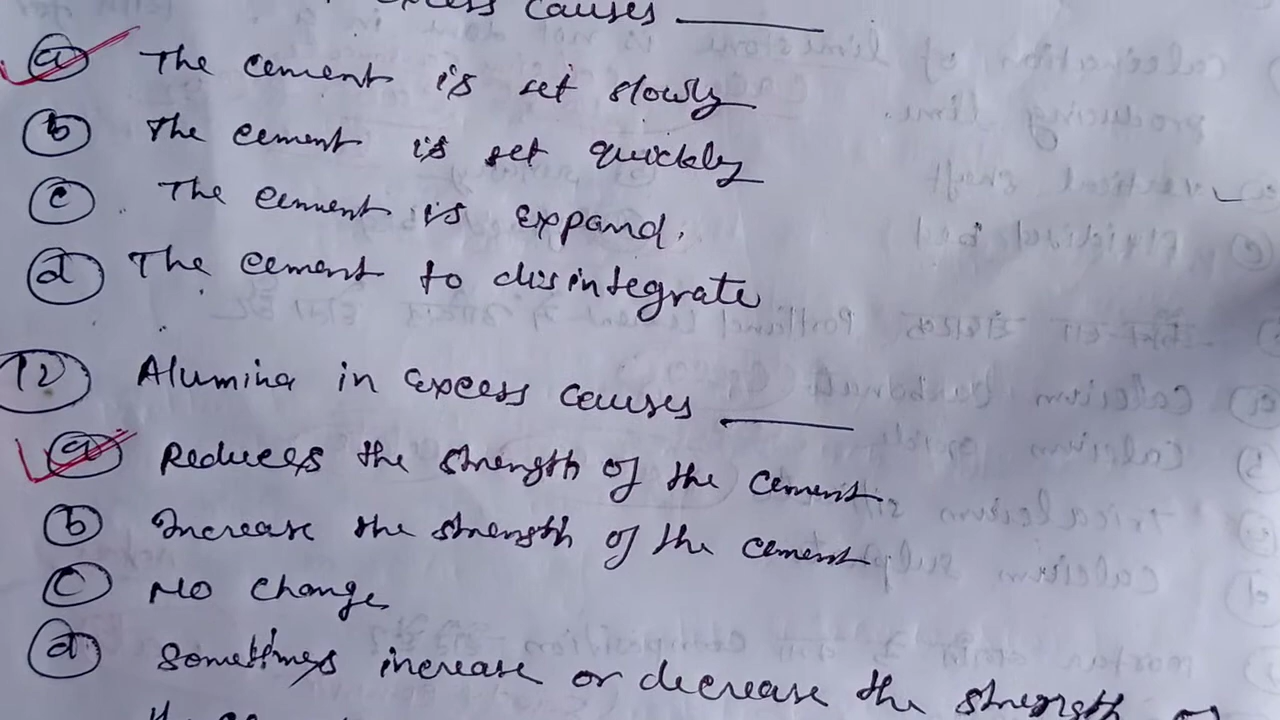 excess causes
(a) The cement is set slowly
(b) The cement is set quickly
(c) The cement is expand.
(d) The cement to disintegrate
(12) Alumina in excess causes
(a) Reduces the strength of the cement
(b) Increase the strength of the cement
(c) No change
(d) Sometimes increase or decrease the strength of